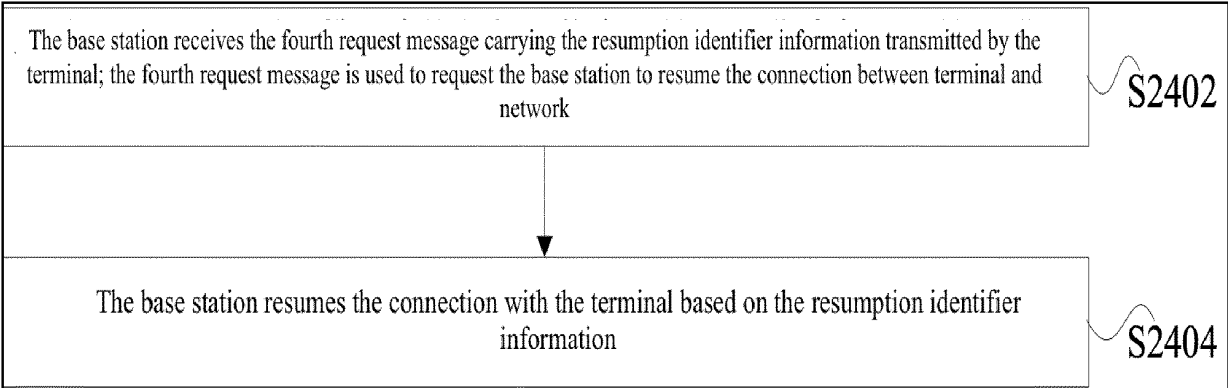 The base station receives the fourth request message carrying the resumption identifier information transmitted by the
terminal; the fourth request message is used to request the base station to resume the connection between terminal and
network
S2402
The base station resumes the connection with the terminal based on the resumption identifier
information
S2404